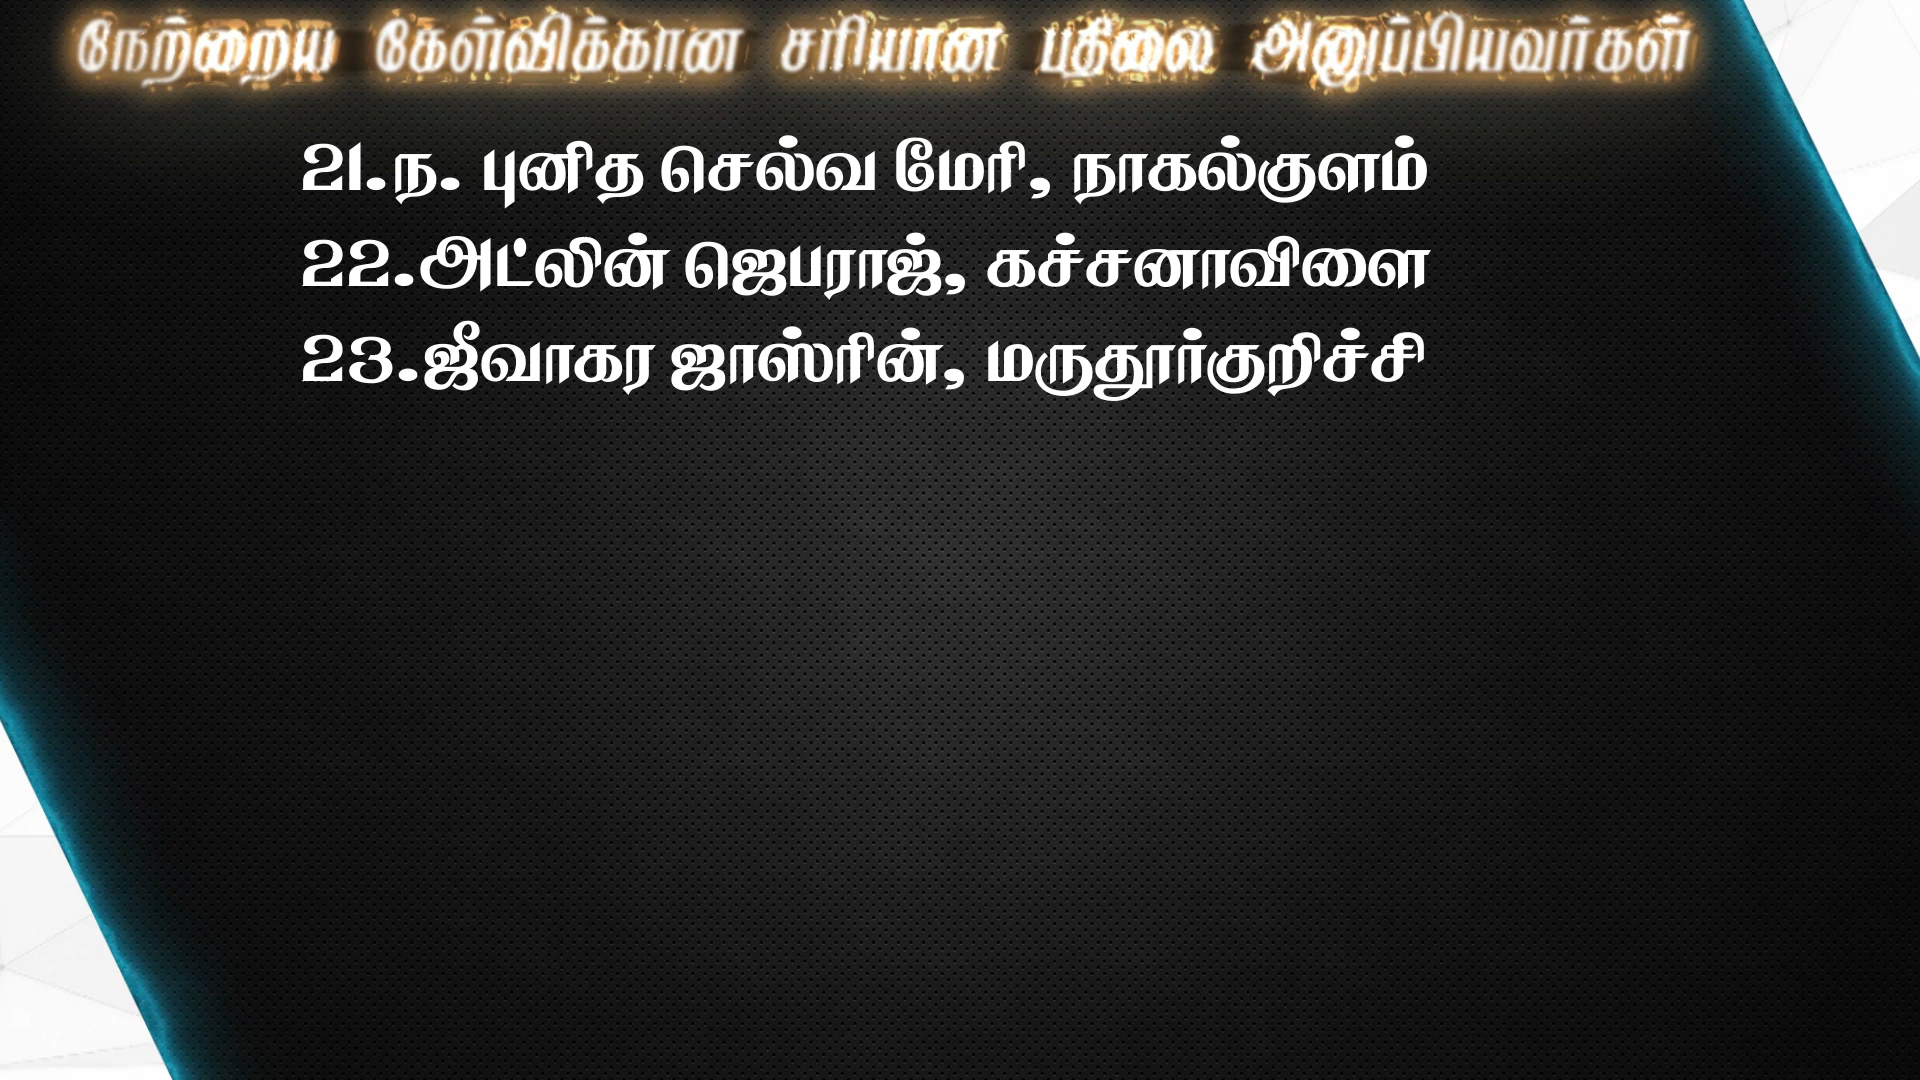 நேற்றைய கேள்விக்கான சரியான பதிலை அனுப்பியவர்கள்
21.ந. புனித செல்வ மேரி, நாகல்குளம்
22.அட்லின் ஜெபராஜ், கச்சனாவிளை
23.ஜீவாகர ஜாஸ்ரின், மருதூர்குறிச்சி